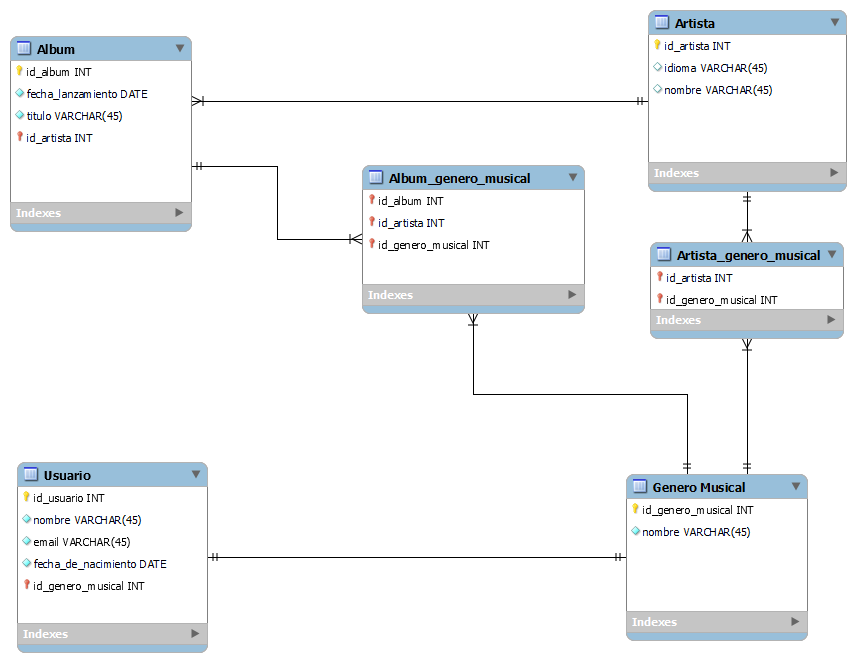 Album
id_album INT
fecha_lanzamiento DATE
titulo VARCHAR(45)
id_artista INT
Indexes
Artista
id_artista INT
idioma VARCHAR(45)
nombre VARCHAR(45)
Indexes
Album_genero_musical
id_album INT
id_artista INT
id_genero_musical INT
Indexes
Artista_genero_musical
id_artista INT
id_genero_musical INT
Indexes
Usuario
id_usuario INT
nombre VARCHAR(45)
email VARCHAR(45)
fecha_de_nacimiento DATE
id_genero_musical INT
Indexes
Genero Musical
id_genero_musical INT
nombre VARCHAR(45)
Indexes